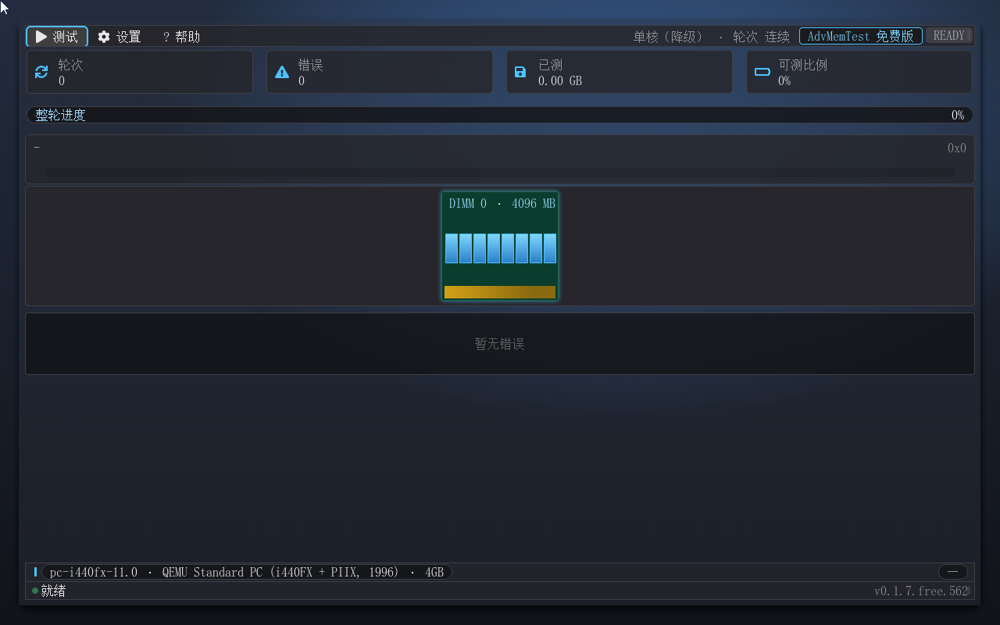 测试 设置 ? 帮助 单核（降级） · 轮次 连续 AdvMemTest 免费版 READY
轮次 错误 已测 可测比例
0 0 0.00 GB 0%
整轮进度 0%
— 0x0
DIMM 0 · 4096 MB
暂无错误
pc-i440fx-11.0 · QEMU Standard PC (i440FX + PIIX, 1996) · 4GB —
就绪 v0.1.7.free.562